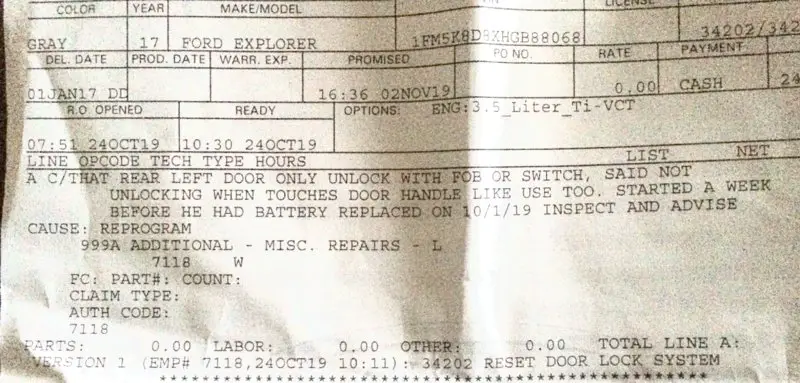 COLOR YEAR MAKE/MODEL LICENSE
GRAY 17 FORD EXPLORER 1FM5K8D8XHGB88068 34202/342
DEL. DATE PROD. DATE WARR. EXP. PROMISED PO NO. RATE PAYMENT
01JAN17 DD 16:36 02NOV19 0.00 CASH 24
R.O. OPENED READY OPTIONS: ENG:3.5_Liter_Ti-VCT
07:51 24OCT19 10:30 24OCT19
LINE OPCODE TECH TYPE HOURS LIST NET
A C/THAT REAR LEFT DOOR ONLY UNLOCK WITH FOB OR SWITCH, SAID NOT
UNLOCKING WHEN TOUCHES DOOR HANDLE LIKE USE TOO. STARTED A WEEK
BEFORE HE HAD BATTERY REPLACED ON 10/1/19 INSPECT AND ADVISE
CAUSE: REPROGRAM
999A ADDITIONAL - MISC. REPAIRS - L
7118 W
FC: PART#: COUNT:
CLAIM TYPE:
AUTH CODE:
7118
PARTS: 0.00 LABOR: 0.00 OTHER: 0.00 TOTAL LINE A:
VERSION 1 (EMP# 7118,24OCT19 10:11): 34202 RESET DOOR LOCK SYSTEM